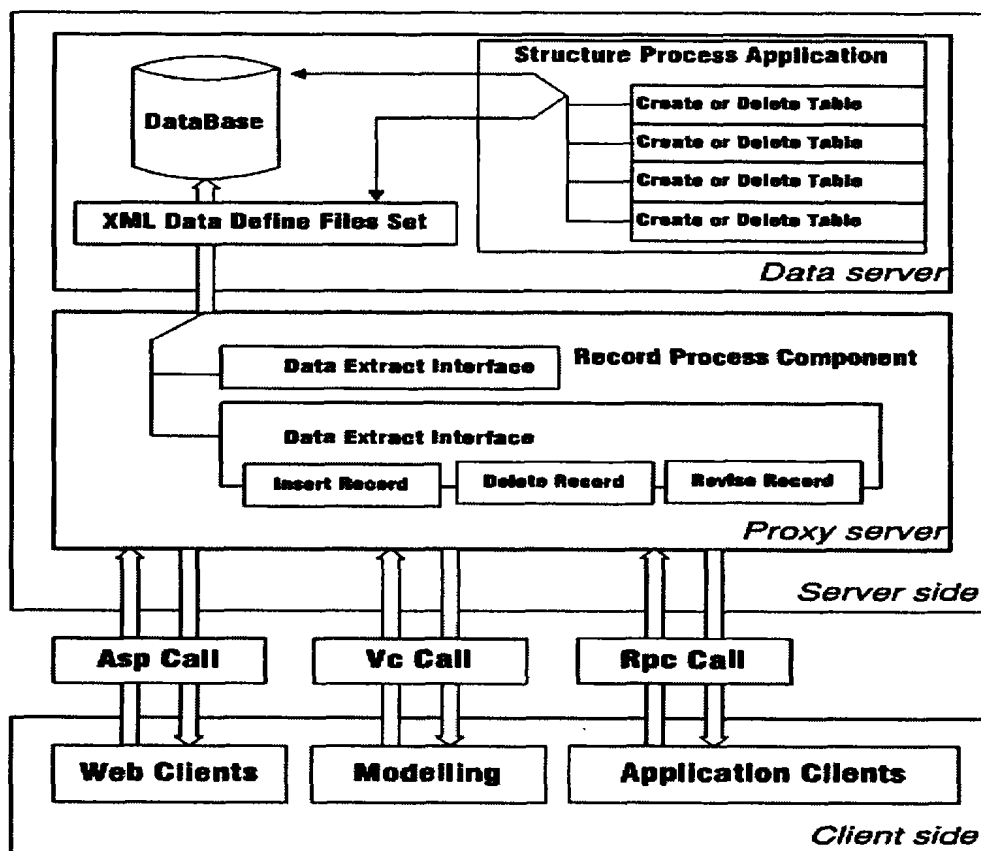 Structure Process Application
DataBase
Create or Delete Table
Create or Delete Table
Create or Delete Table
Create or Delete Table
XML Data Define Files Set
Data server
Data Extract Interface
Record Process Component
Data Extract Interface
Insert Record
Delete Record
Revise Record
Proxy server
Server side
Asp Call
Vc Call
Rpc Call
Web Clients
Modelling
Application Clients
Client side